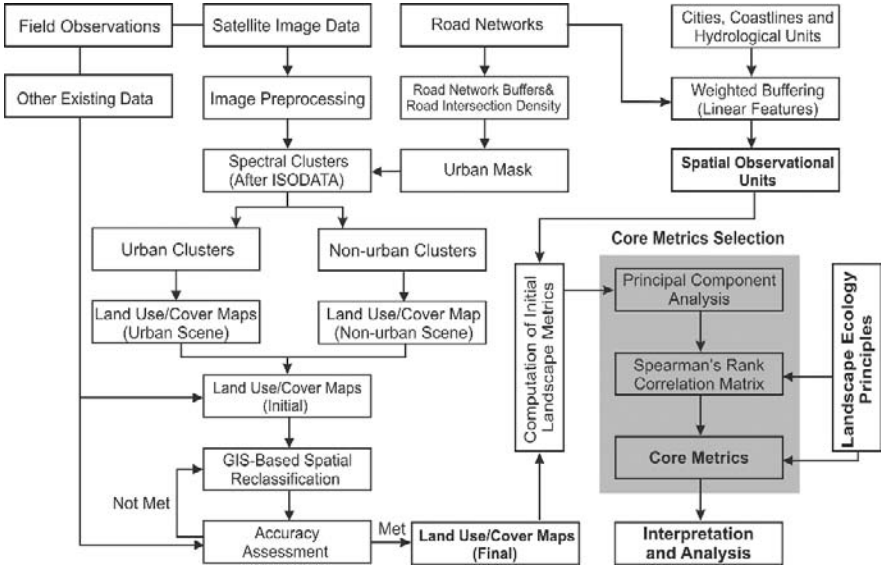 Field Observations
Satellite Image Data
Road Networks
Cities, Coastlines and
Hydrological Units
Other Existing Data
Image Preprocessing
Road Network Buffers&
Road Intersection Density
Weighted Buffering
(Linear Features)
Spectral Clusters
(After ISODATA)
Urban Mask
Spatial Observational
Units
Urban Clusters
Non-urban Clusters
Core Metrics Selection
Land Use/Cover Maps
(Urban Scene)
Land Use/Cover Map
(Non-urban Scene)
Computation of Initial
Landscape Metrics
Principal Component
Analysis
Landscape Ecology
Principles
Land Use/Cover Maps
(Initial)
Spearman's Rank
Correlation Matrix
GIS-Based Spatial
Reclassification
Core Metrics
Not Met
Accuracy
Assessment
Met
Land Use/Cover Maps
(Final)
Interpretation
and Analysis